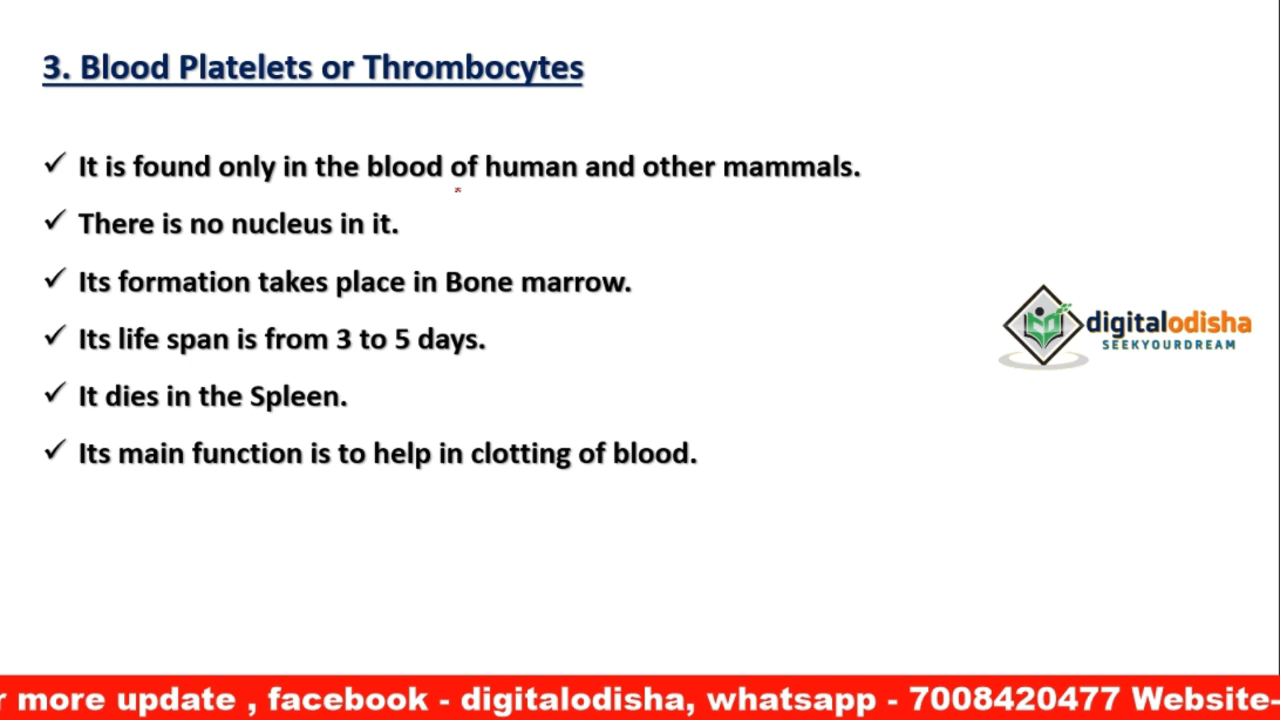 3. Blood Platelets or Thrombocytes
✓ It is found only in the blood of human and other mammals.
✓ There is no nucleus in it.
✓ Its formation takes place in Bone marrow.
✓ Its life span is from 3 to 5 days.
✓ It dies in the Spleen.
✓ Its main function is to help in clotting of blood.
digitalodisha
SEEKYOURDREAM
r more update , facebook - digitalodisha, whatsapp - 7008420477 Website-